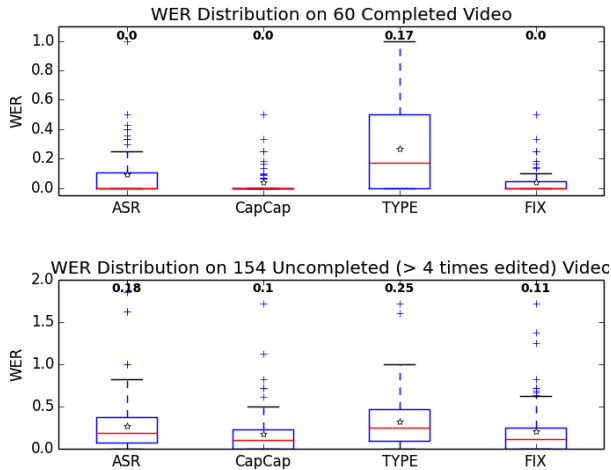 WER Distribution on 60 Completed Video
0.0 0.0 0.17 0.0
1.0
0.8
0.6
0.4
0.2
0.0
WER
ASR CapCap TYPE FIX
WER Distribution on 154 Uncompleted (> 4 times edited) Video
0.18 0.1 0.25 0.11
2.0
1.5
1.0
0.5
0.0
WER
ASR CapCap TYPE FIX